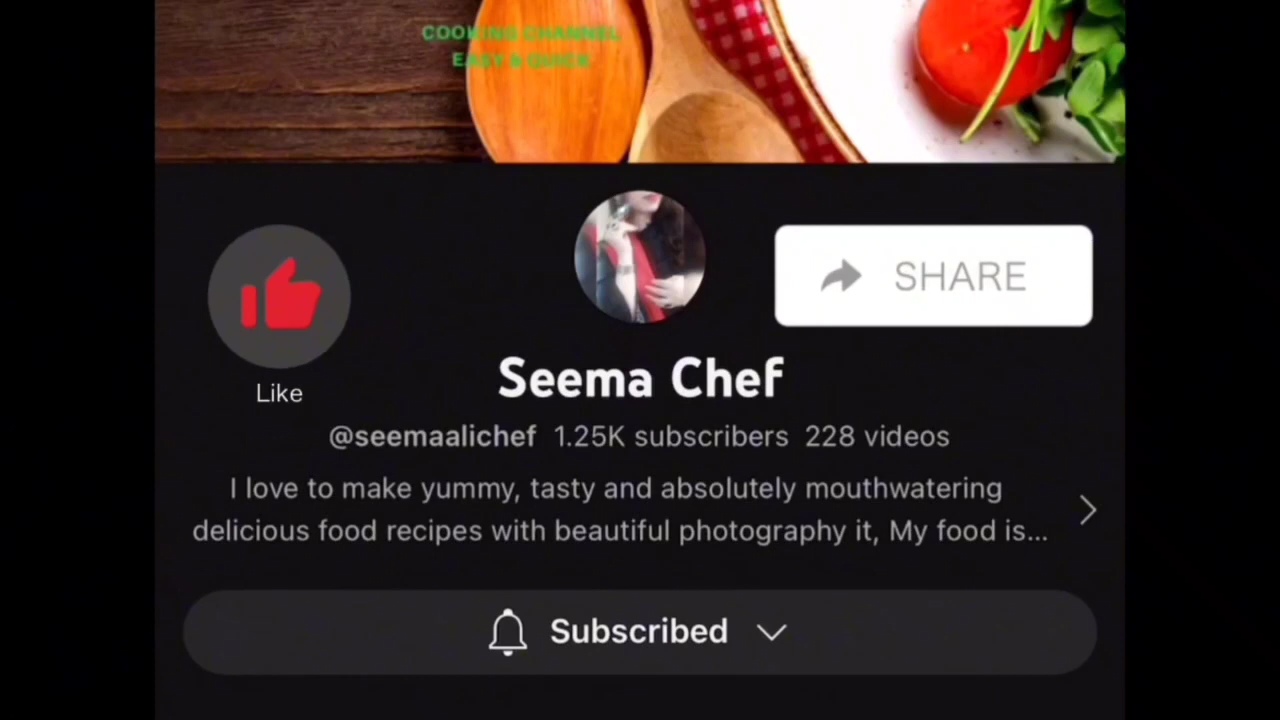 COOKING CHANNEL
EASY & QUICK
SHARE
Like
Seema Chef
@seemaalichef 1.25K subscribers 228 videos
I love to make yummy, tasty and absolutely mouthwatering
delicious food recipes with beautiful photography it, My food is...
Subscribed